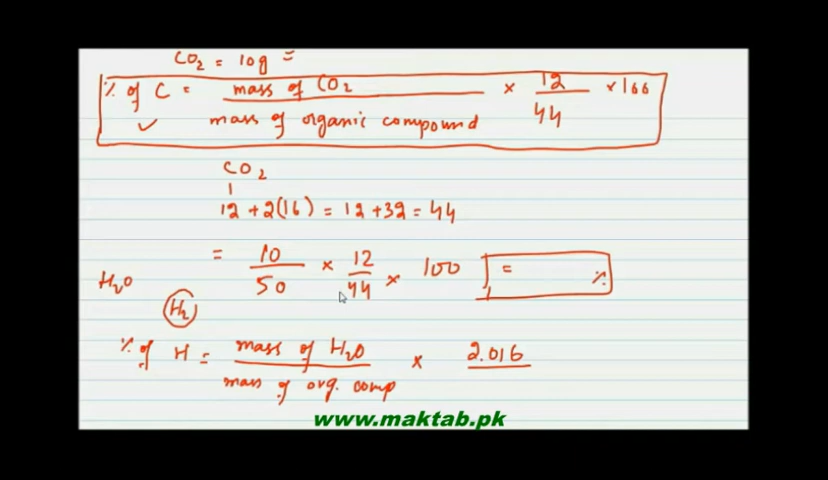 CO₂ = 10g =
% of C = mass of CO₂ / mass of organic compound × 12/44 × 100
✓
CO₂
12 + 2(16) = 12 + 32 = 44
= 10/50 × 12/44 × 100 = %
H₂O
H₂
% of H = mass of H₂O / mass of org. comp × 2.016
www.maktab.pk